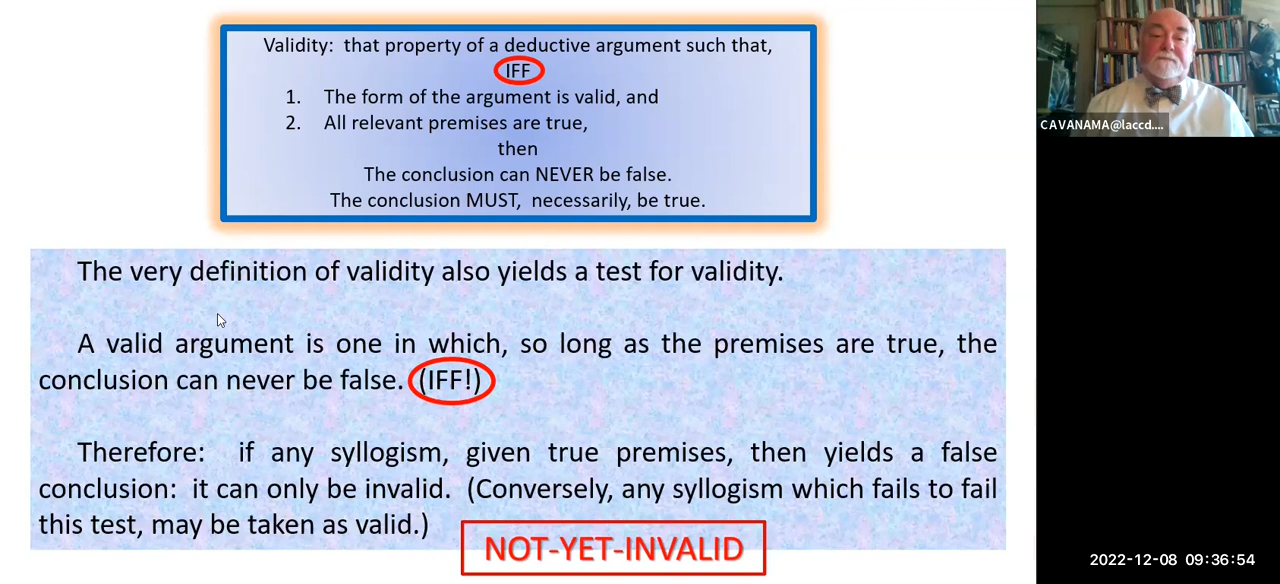 Validity: that property of a deductive argument such that,
IFF
1. The form of the argument is valid, and
2. All relevant premises are true,
then
The conclusion can NEVER be false.
The conclusion MUST, necessarily, be true.
The very definition of validity also yields a test for validity.
A valid argument is one in which, so long as the premises are true, the
conclusion can never be false. (IFF!)
Therefore: if any syllogism, given true premises, then yields a false
conclusion: it can only be invalid. (Conversely, any syllogism which fails to fail
this test, may be taken as valid.)
NOT-YET-INVALID
CAVANAMA@laccd....
2022-12-08 09:36:54